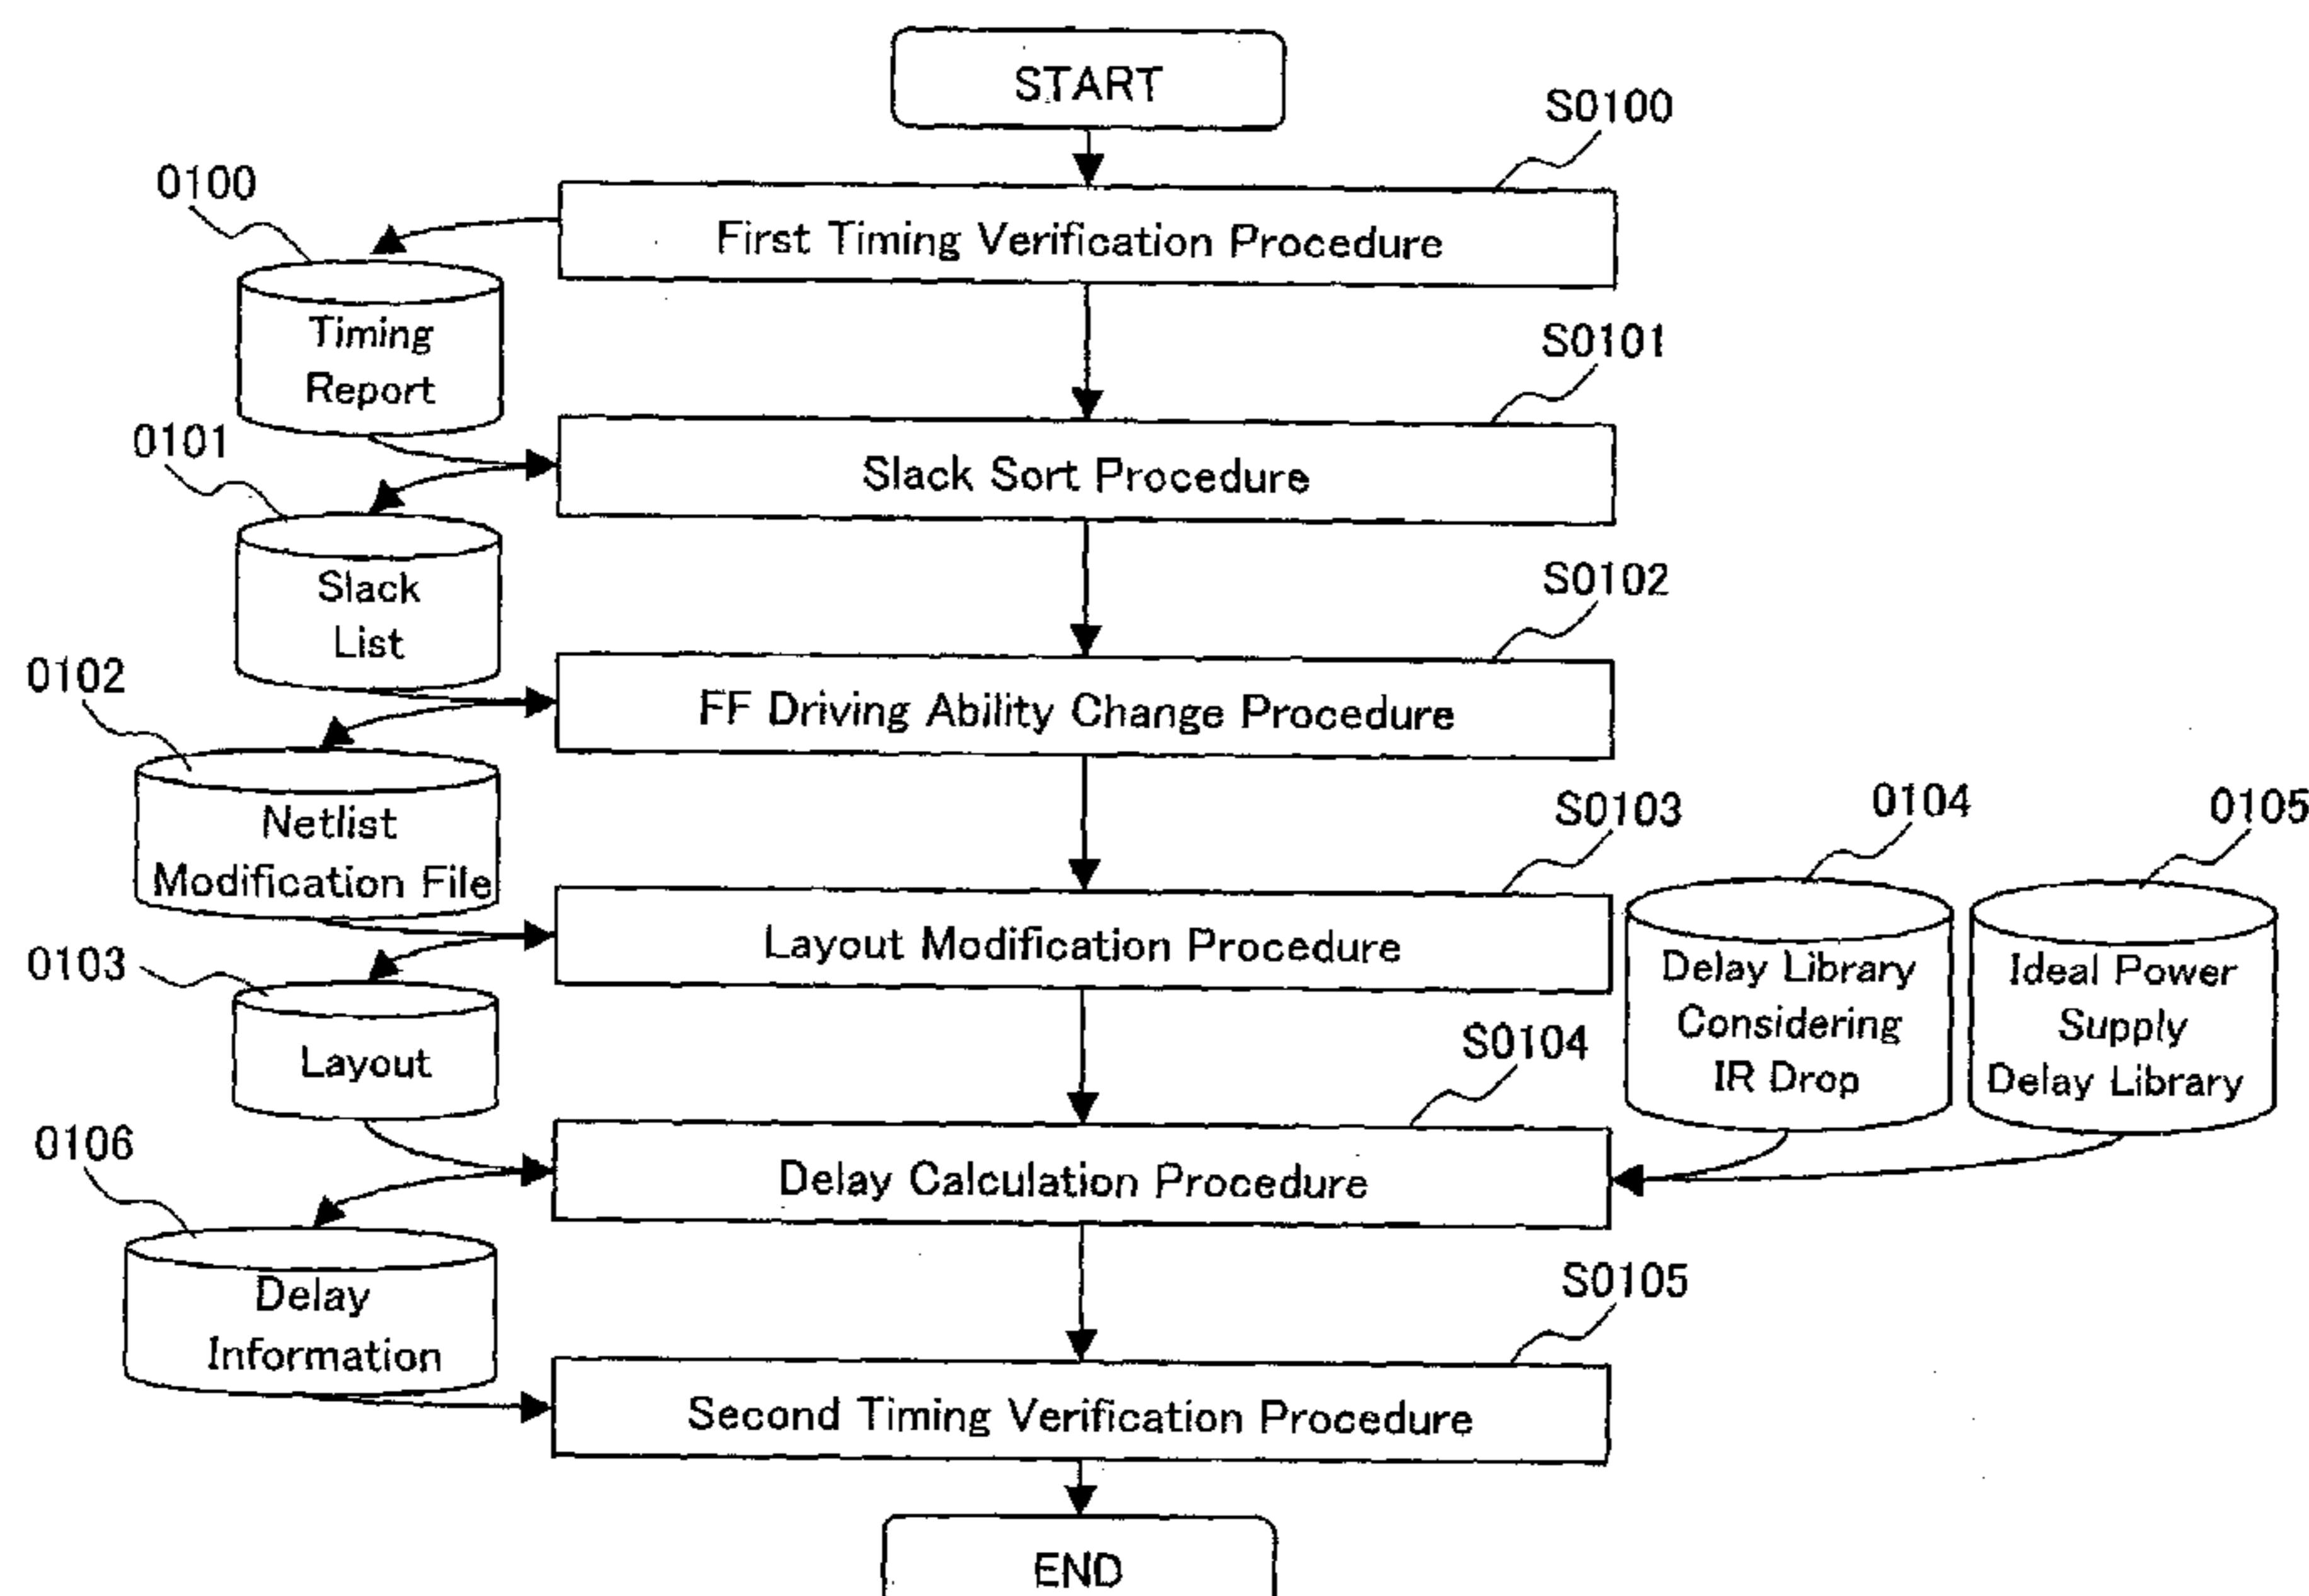 START
S0100
0100
First Timing Verification Procedure
Timing
Report
S0101
0101
Slack Sort Procedure
Slack
List
S0102
0102
FF Driving Ability Change Procedure
Netlist
Modification File
S0103
0104
0105
0103
Layout Modification Procedure
Delay Library
Considering
IR Drop
Ideal Power
Supply
Delay Library
Layout
S0104
0106
Delay Calculation Procedure
Delay
Information
S0105
Second Timing Verification Procedure
END